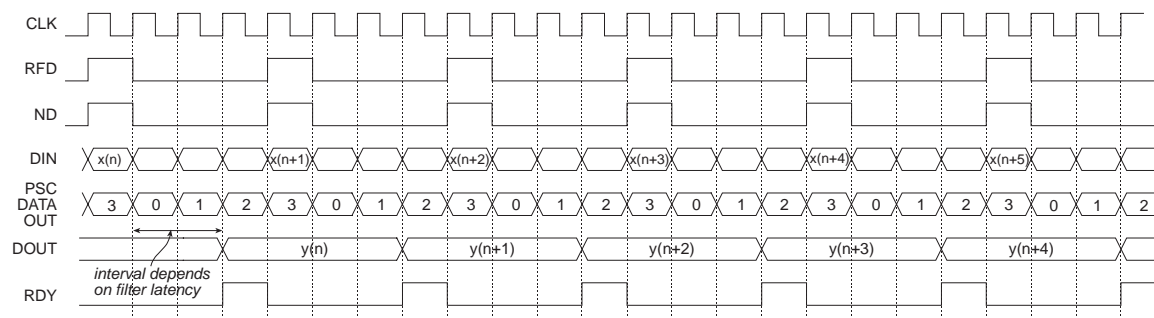 CLK
RFD
ND
DIN x(n) x(n+1) x(n+2) x(n+3) x(n+4) x(n+5)
PSC
DATA 3 0 1 2 3 0 1 2 3 0 1 2 3 0 1 2 3 0 1 2 3 0 1 2
OUT
DOUT y(n) y(n+1) y(n+2) y(n+3) y(n+4)
interval depends
on filter latency
RDY